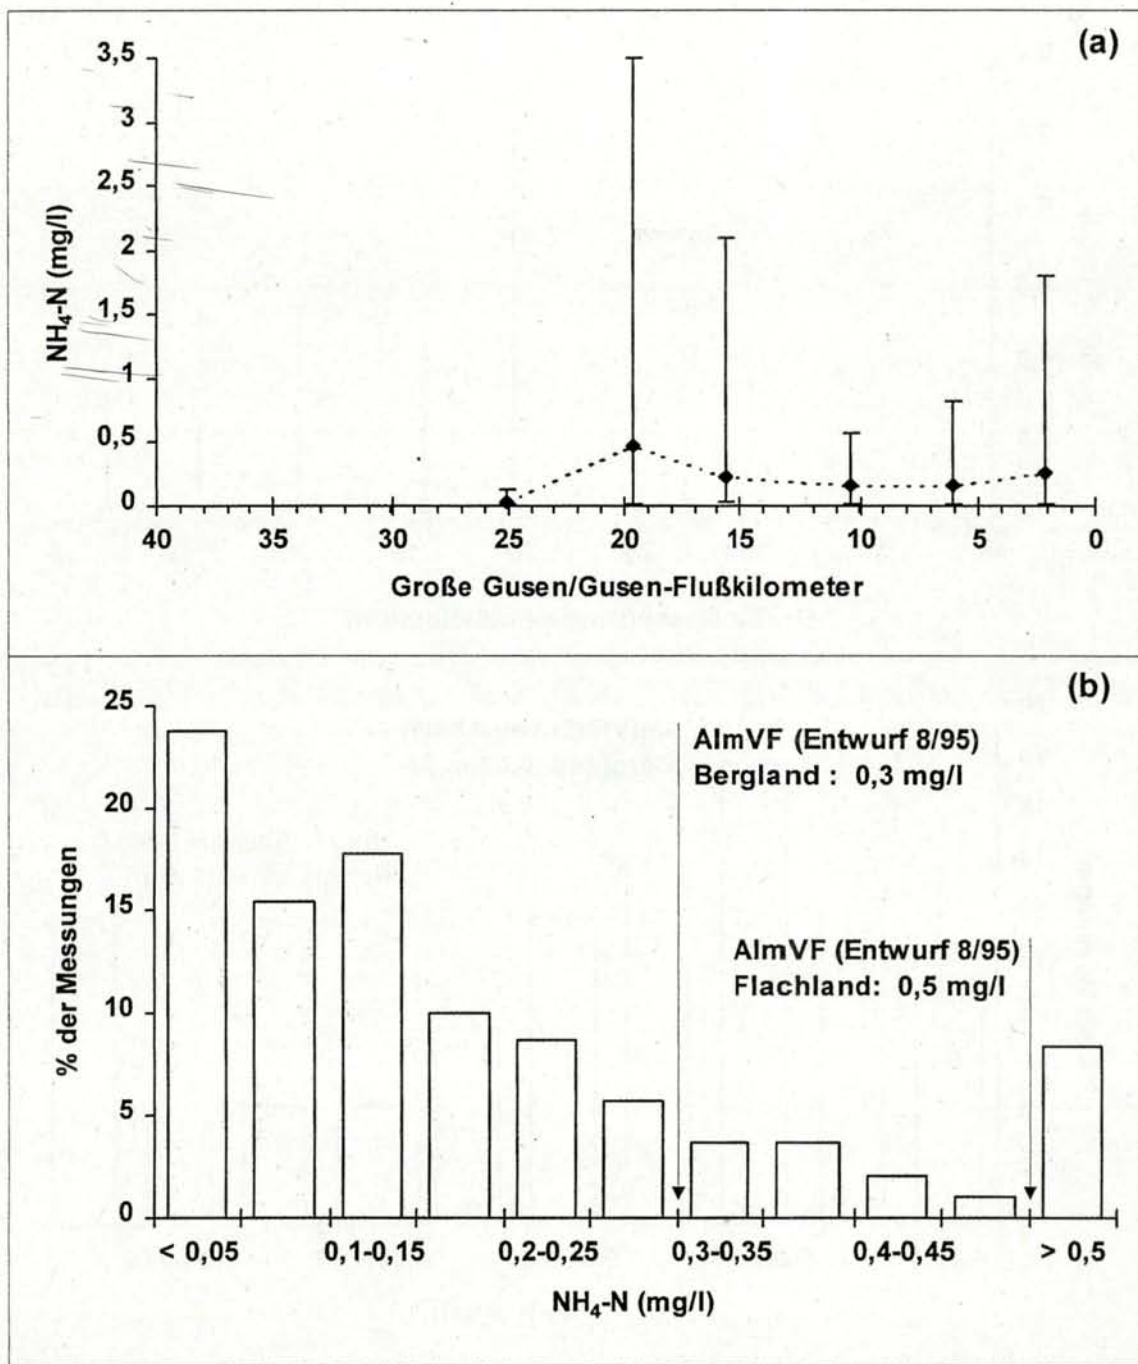 (a)
3,5
3
2,5
2
1,5
1
0,5
0
NH₄-N (mg/l)
40 35 30 25 20 15 10 5 0
Große Gusen/Gusen-Flußkilometer
(b)
25
20
15
10
5
0
% der Messungen
AImVF (Entwurf 8/95)
Bergland : 0,3 mg/l
AImVF (Entwurf 8/95)
Flachland: 0,5 mg/l
< 0,05 0,1-0,15 0,2-0,25 0,3-0,35 0,4-0,45 > 0,5
NH₄-N (mg/l)